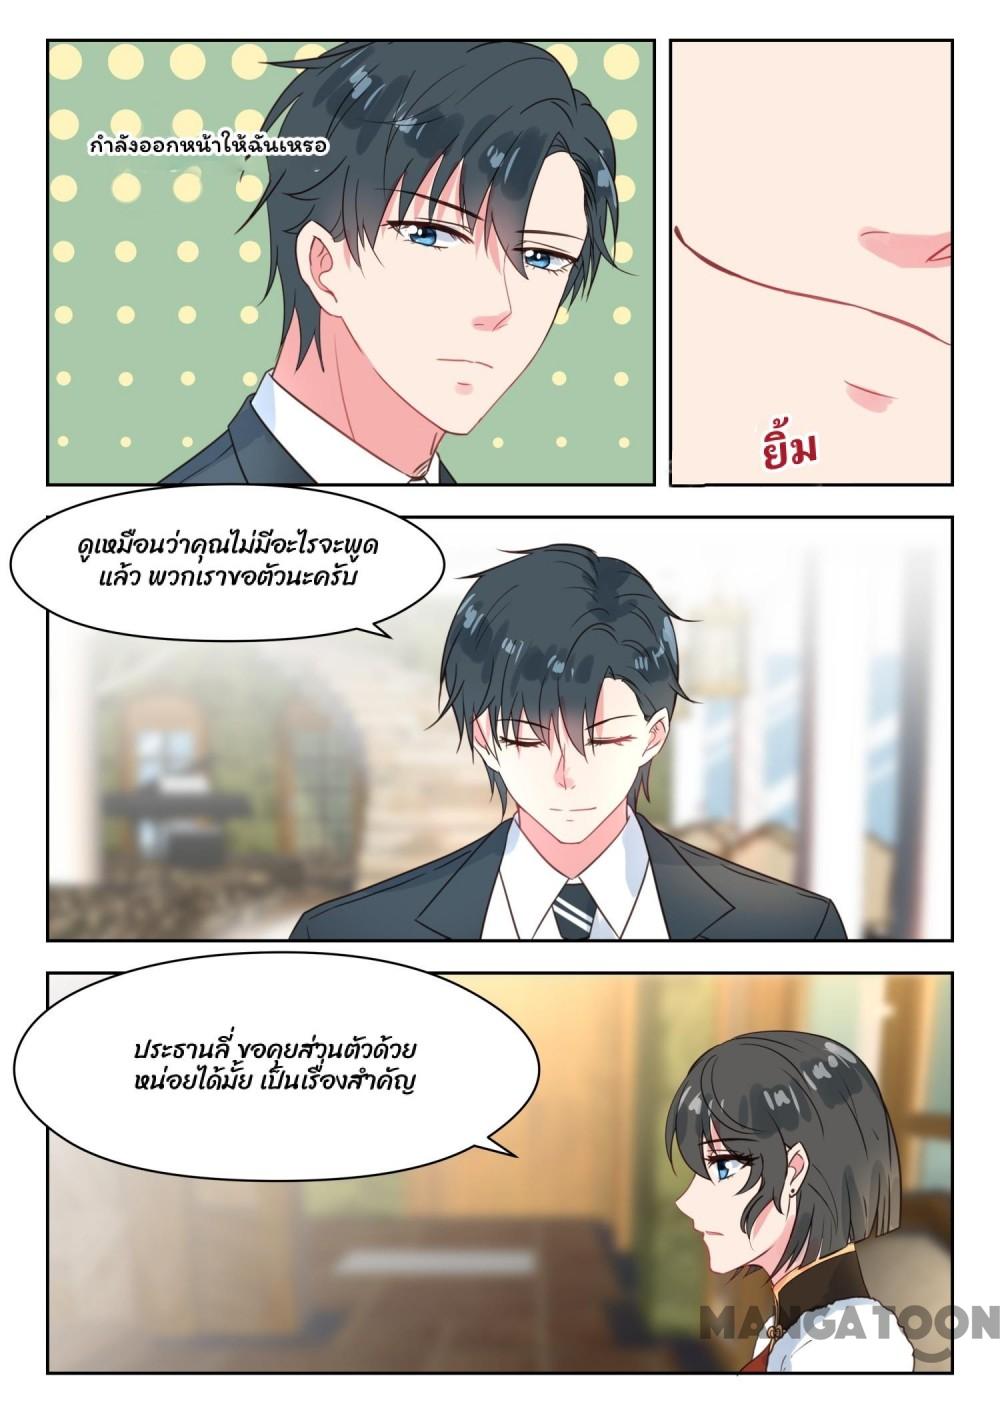 กำลังออกหน้าให้ฉันเหรอ
ยิ้ม
ดูเหมือนว่าคุณไม่มีอะไรจะพูด
แล้ว พวกเราขอตัวนะครับ
ประธานลี่ ขอคุยส่วนตัวด้วย
หน่อยได้มั้ย เป็นเรื่องสำคัญ
MANGATOON